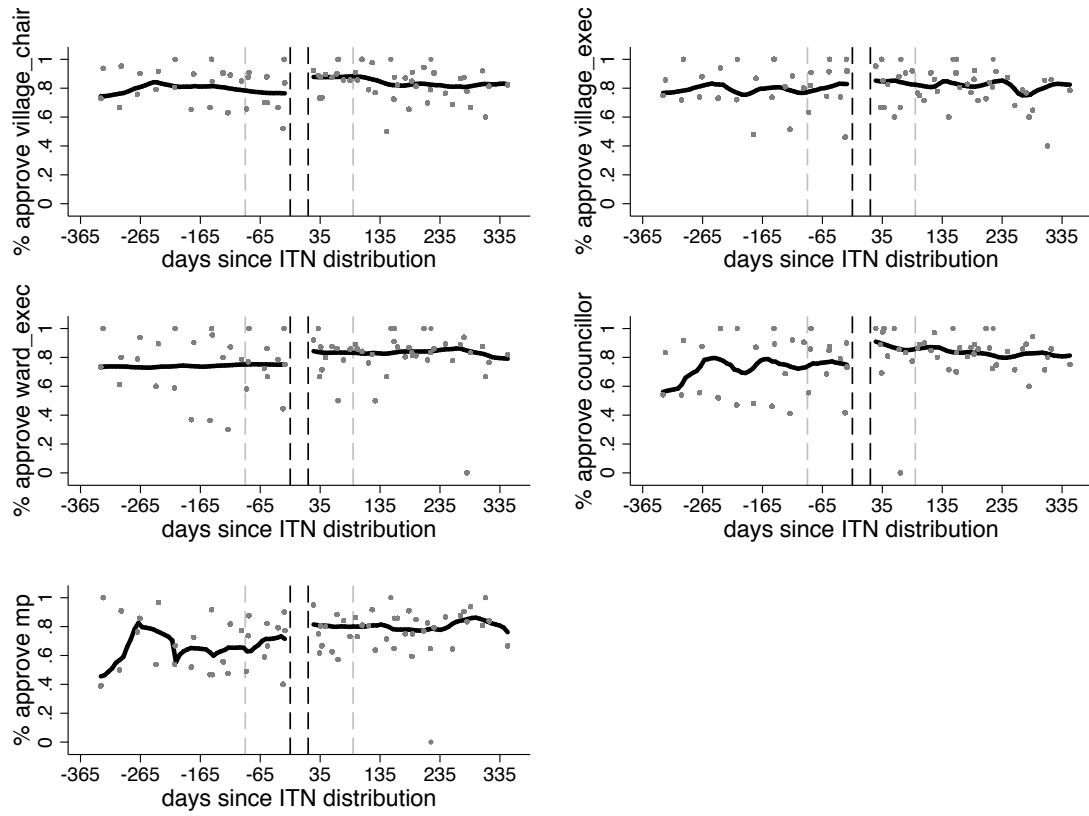 % approve village_chair
0 .2 .4 .6 .8 1
-365 -265 -165 -65 35 135 235 335
days since ITN distribution
% approve village_exec
0 .2 .4 .6 .8 1
-365 -265 -165 -65 35 135 235 335
days since ITN distribution
% approve ward_exec
0 .2 .4 .6 .8 1
-365 -265 -165 -65 35 135 235 335
days since ITN distribution
% approve councillor
0 .2 .4 .6 .8 1
-365 -265 -165 -65 35 135 235 335
days since ITN distribution
% approve mp
0 .2 .4 .6 .8 1
-365 -265 -165 -65 35 135 235 335
days since ITN distribution